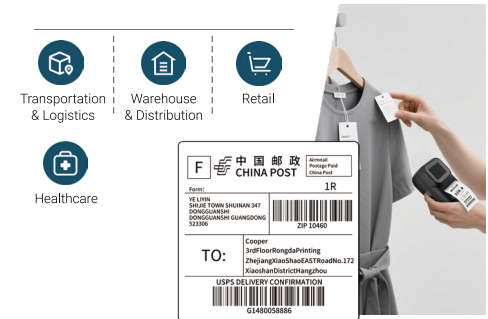 Transportation
& Logistics
Warehouse
& Distribution
Retail
Healthcare
F
中国邮政
CHINA POST
Airmail
Postage Paid
China Post
Form:
1R
YE LIYIN
SHIJIE TOWN SHUINAN 347
DONGGUANSHI
DONGGUANSHI GUANGDONG
523306
ZIP 10460
TO:
Cooper
3rdFloorRongdaPrinting
ZhejiangXiaoShaoEASTRoadNo.172
XiaoshanDistrictHangzhou
USPS DELIVERY CONFIRMATION
G1480058886